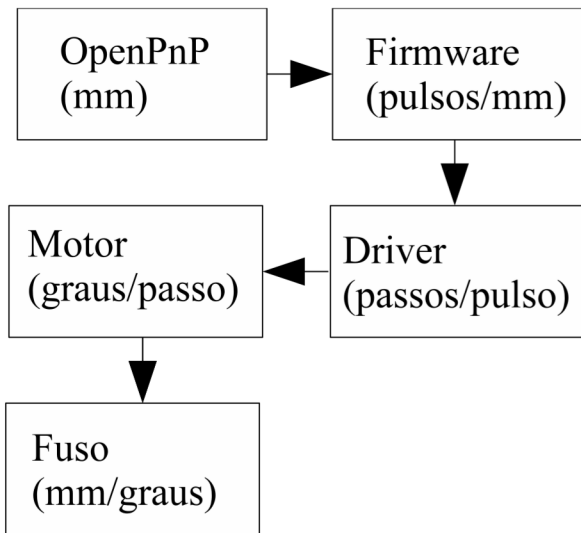 OpenPnP
(mm)
Firmware
(pulsos/mm)
Driver
(passos/pulso)
Motor
(graus/passo)
Fuso
(mm/graus)